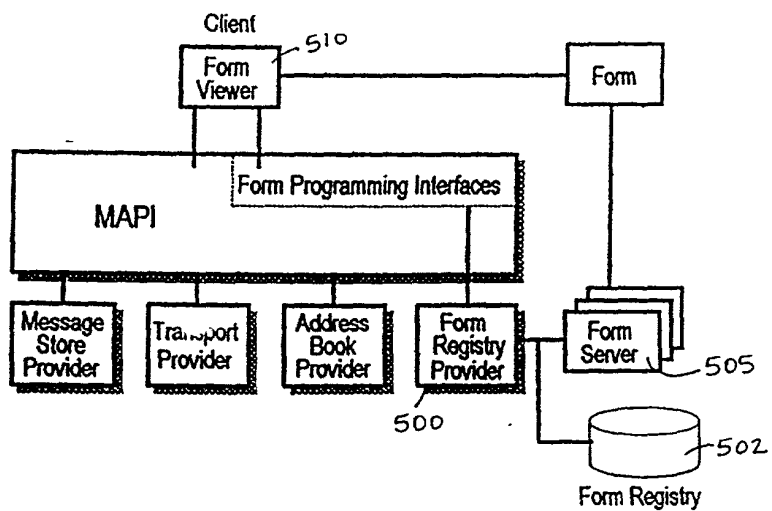 Client
510
Form
Viewer
Form
Form Programming Interfaces
MAPI
Message
Store
Provider
Transport
Provider
Address
Book
Provider
Form
Registry
Provider
Form
Server
505
500
502
Form Registry